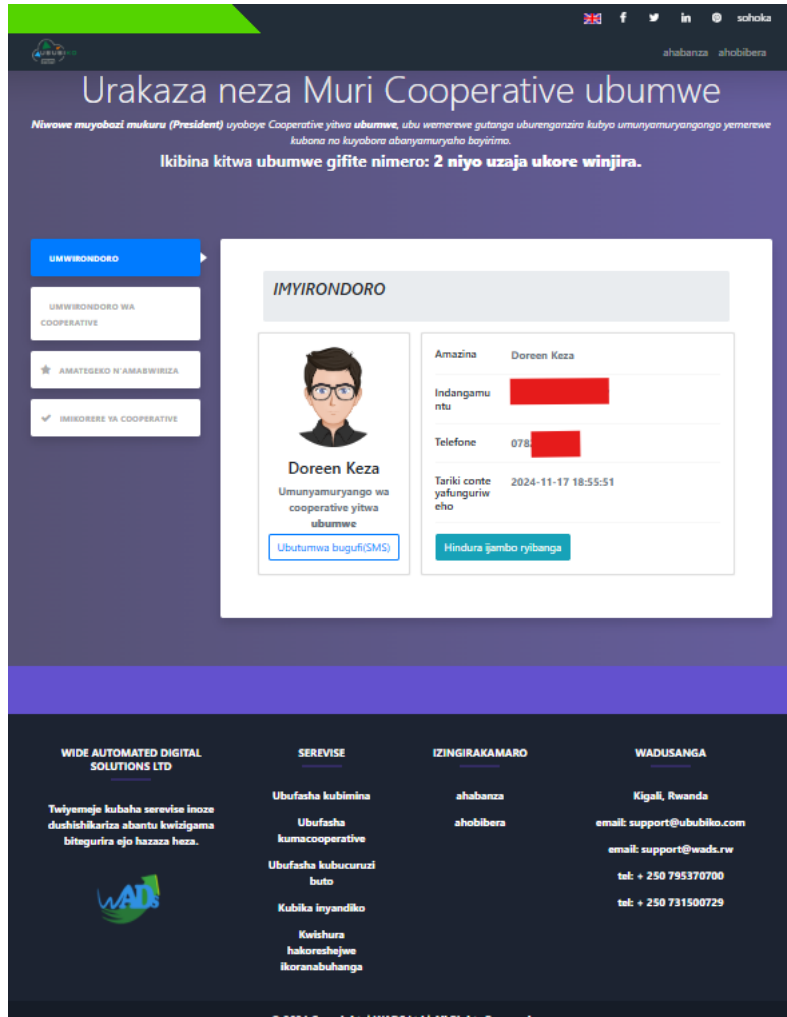 sohoka
UBUBIKO
ahabanza ahobibera
Urakaza neza Muri Cooperative ubumwe
Niwowe muyobozi mukuru (President) uyoboye Cooperative yitwa ubumwe, ubu wemerewe gutanga uburenganzira kubyo umunyamuryangongo yemerewe
kubona no kuyobora abanyamuryaho bayirimo.
Ikibina kitwa ubumwe gifite nimero: 2 niyo uzaja ukore winjira.
UMWIRONDORO
UMWIRONDORO WA
COOPERATIVE
AMATEGEKO N'AMABWIRIZA
IMIKORERE YA COOPERATIVE
IMYIRONDORO
Doreen Keza
Umunyamuryango wa
cooperative yitwa
ubumwe
Ubutumwa bugufi(SMS)
Amazina Doreen Keza
Indangamu
ntu
Telefone 078
Tariki conte 2024-11-17 18:55:51
yafunguriw
eho
Hindura ijambo ryibanga
WIDE AUTOMATED DIGITAL
SOLUTIONS LTD
Twiyemeje kubaha serevise inoze
dushishikariza abantu kwizigama
bitegurira ejo hazaza heza.
WADs
SEREVISE
Ubufasha kubimina
Ubufasha
kumacooperative
Ubufasha kubucuruzi
buto
Kubika inyandiko
Kwishura
hakoreshejwe
ikoranabuhanga
IZINGIRAKAMARO
ahabanza
ahobibera
WADUSANGA
Kigali, Rwanda
email: support@ububiko.com
email: support@wads.rw
tel: + 250 795370700
tel: + 250 731500729